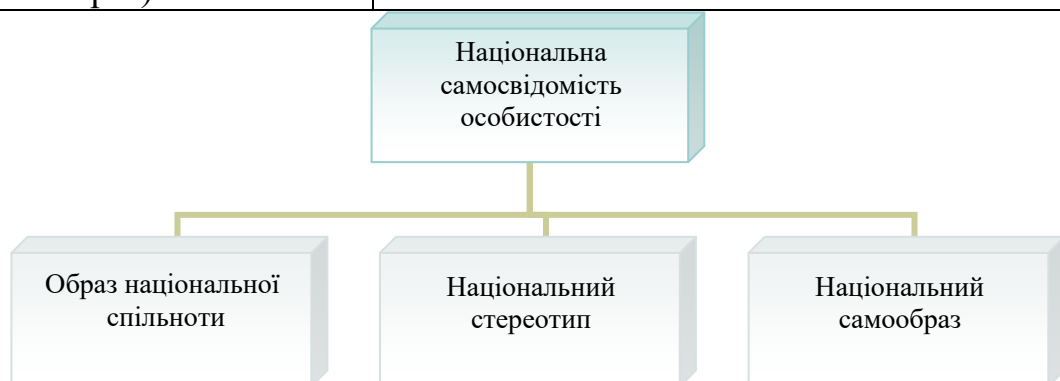 Національна
самосвідомість
особистості
Образ національної
спільноти
Національний
стереотип
Національний
самообраз